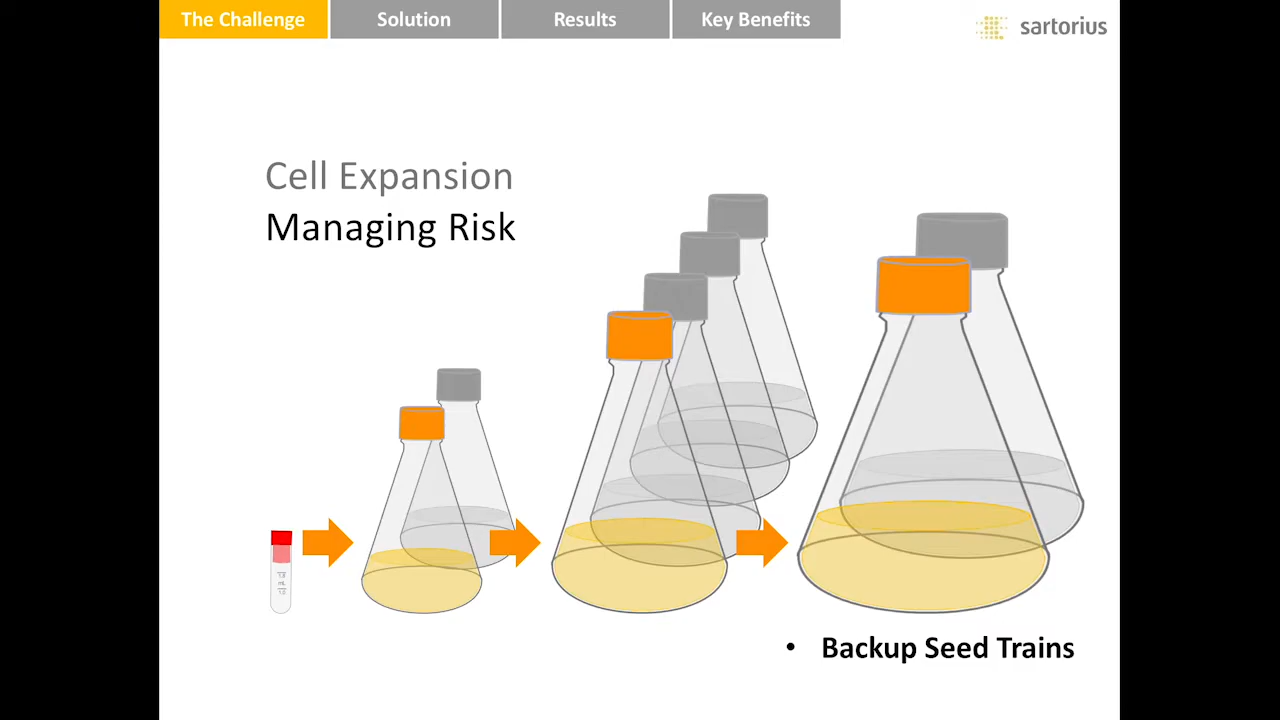 The Challenge
Solution
Results
Key Benefits
sartorius
Cell Expansion
Managing Risk
• Backup Seed Trains